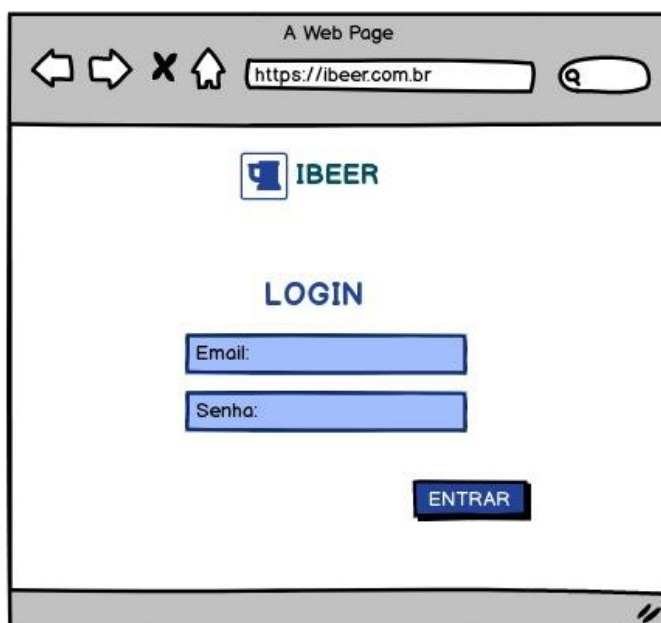 A Web Page
https://ibeer.com.br
IBEER
LOGIN
Email:
Senha:
ENTRAR